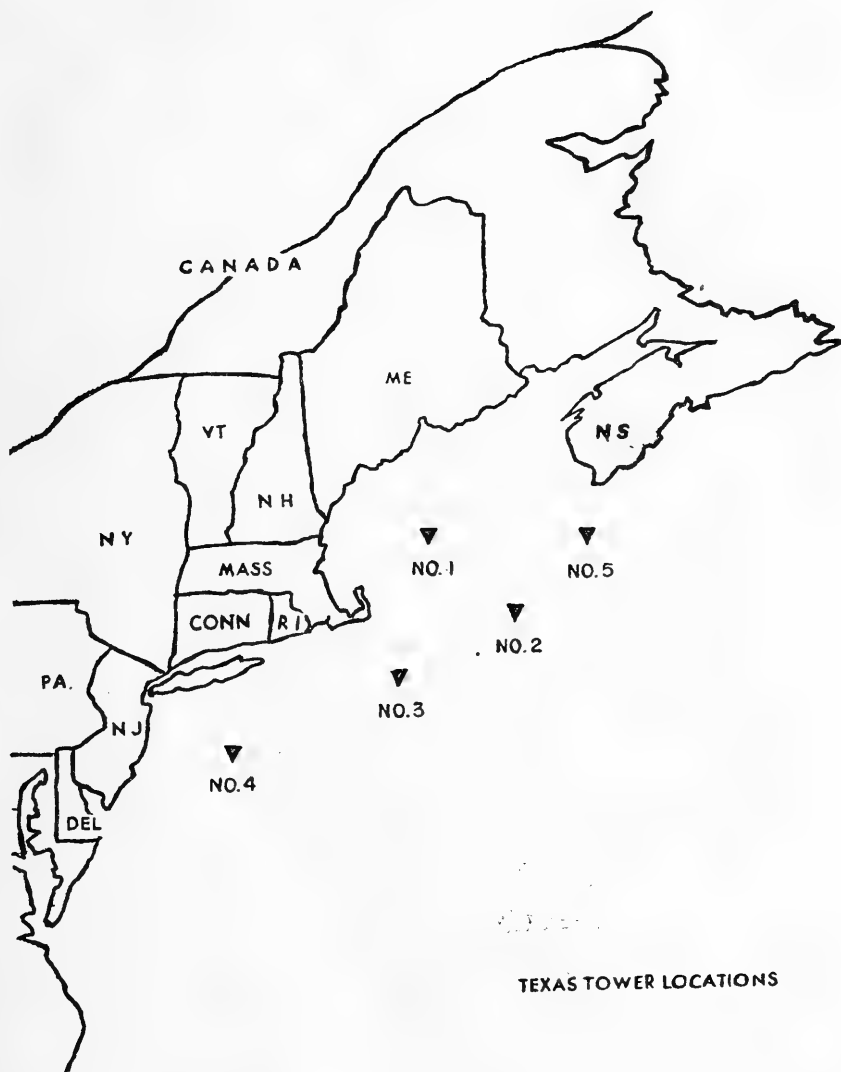 CANADA
ME
VT
NS
NH
NY
NO.1
NO.5
MASS
CONN
RI
NO.2
PA.
NO.3
NJ
NO.4
DEL
TEXAS TOWER LOCATIONS